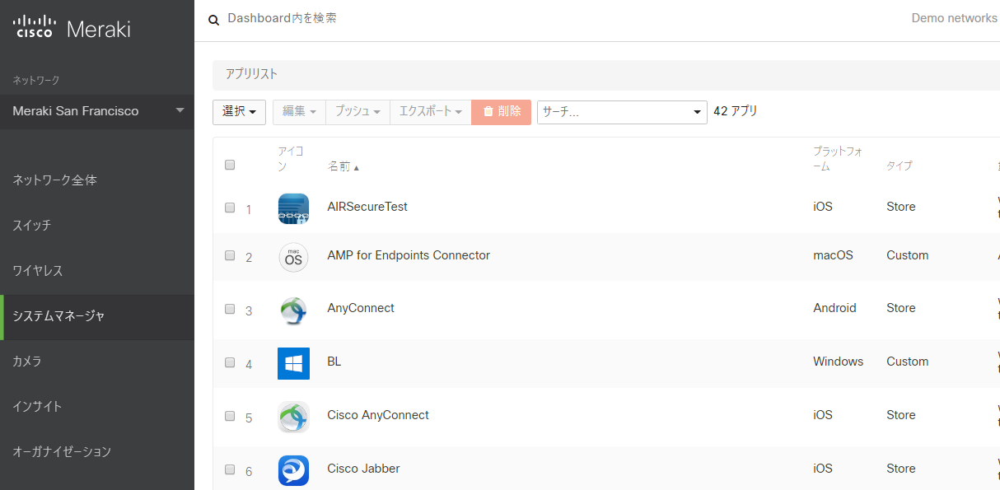 cisco Meraki
Dashboard内を検索
Demo networks
ネットワーク
Meraki San Francisco
ネットワーク全体
スイッチ
ワイヤレス
システムマネージャ
カメラ
インサイト
オーガナイゼーション
アプリリスト
選択 編集 プッシュ エクスポート 削除 サーチ... 42 アプリ
アイコン 名前 プラットフォーム タイプ
1 AIRSecureTest iOS Store
2 mac OS AMP for Endpoints Connector macOS Custom
3 AnyConnect Android Store
4 BL Windows Custom
5 Cisco AnyConnect iOS Store
6 Cisco Jabber iOS Store